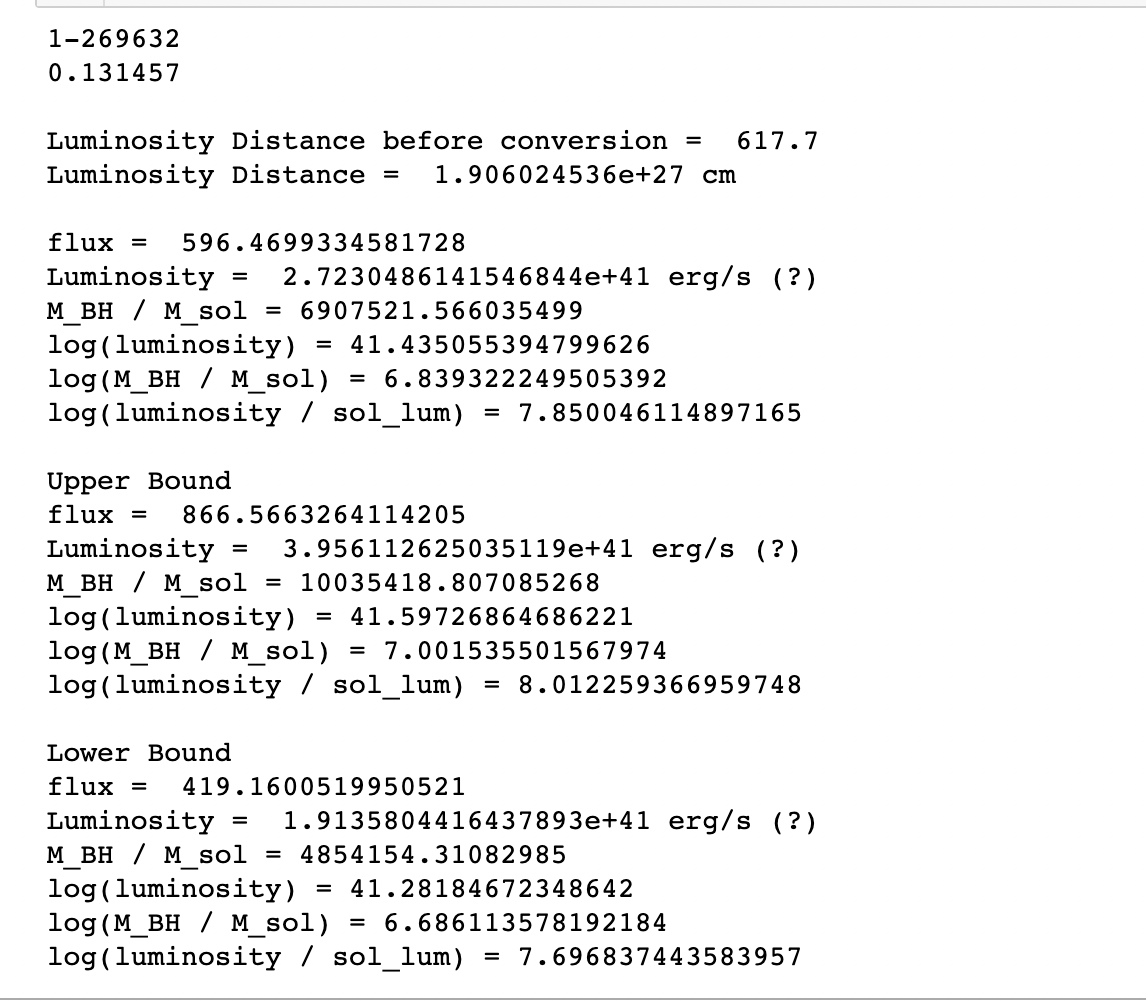 1-269632
0.131457
Luminosity Distance before conversion =  617.7
Luminosity Distance =  1.906024536e+27 cm
flux =  596.4699334581728
Luminosity =  2.7230486141546844e+41 erg/s (?)
M_BH / M_sol = 6907521.566035499
log(luminosity) = 41.435055394799626
log(M_BH / M_sol) = 6.839322249505392
log(luminosity / sol_lum) = 7.850046114897165
Upper Bound
flux =  866.5663264114205
Luminosity =  3.956112625035119e+41 erg/s (?)
M_BH / M_sol = 10035418.807085268
log(luminosity) = 41.59726864686221
log(M_BH / M_sol) = 7.001535501567974
log(luminosity / sol_lum) = 8.012259366959748
Lower Bound
flux =  419.1600519950521
Luminosity =  1.9135804416437893e+41 erg/s (?)
M_BH / M_sol = 4854154.31082985
log(luminosity) = 41.28184672348642
log(M_BH / M_sol) = 6.686113578192184
log(luminosity / sol_lum) = 7.696837443583957